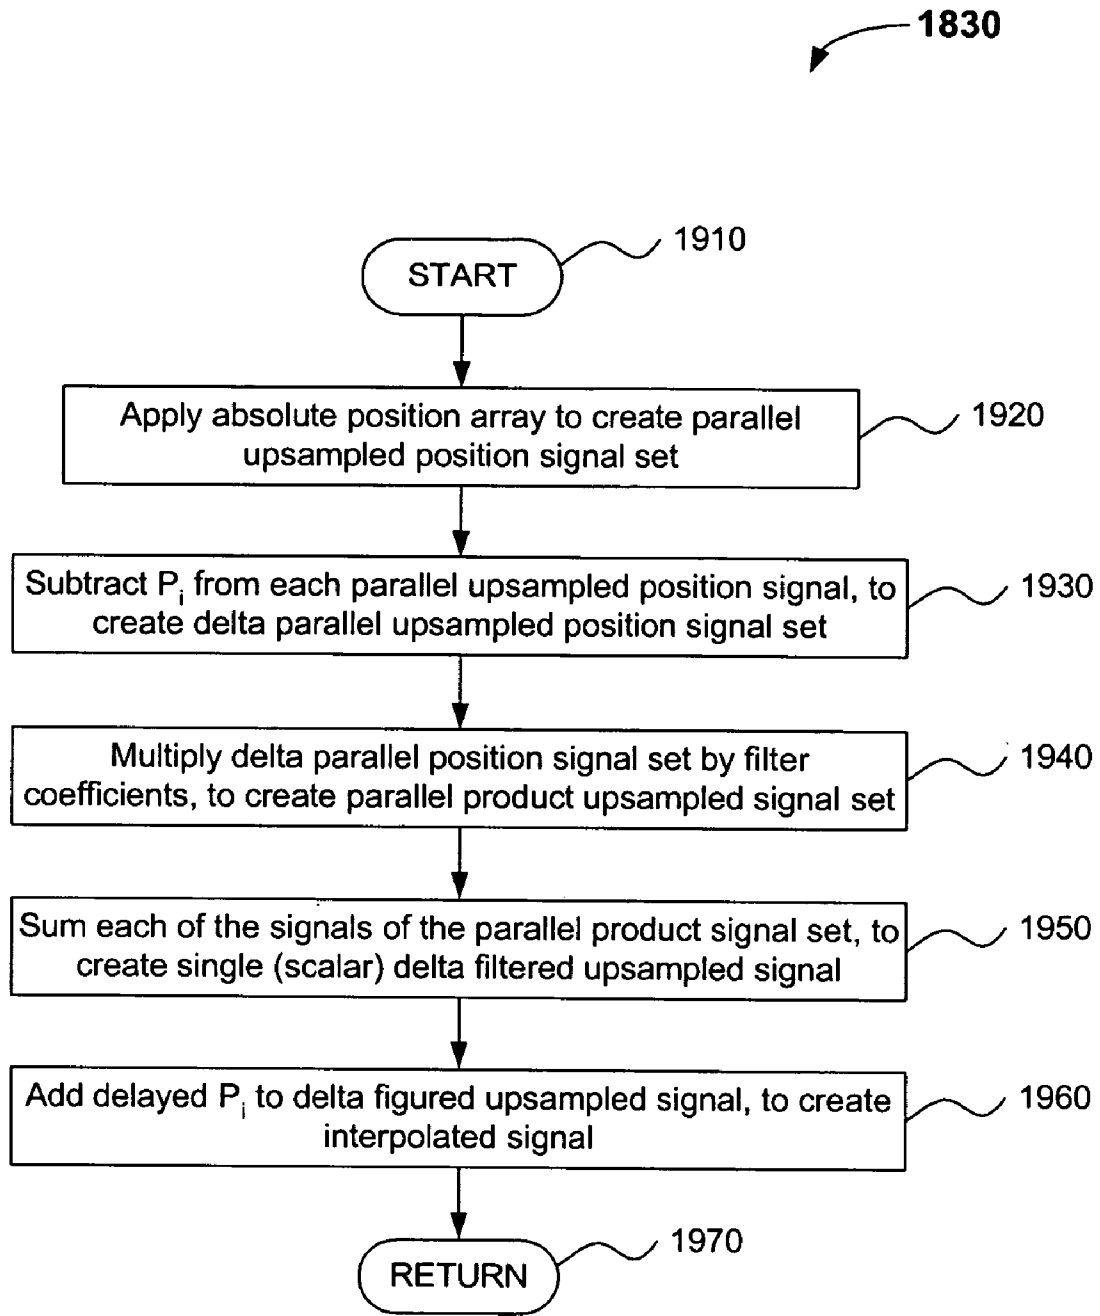 1830
START
1910
Apply absolute position array to create parallel
upsampled position signal set
1920
Subtract Pi from each parallel upsampled position signal, to
create delta parallel upsampled position signal set
1930
Multiply delta parallel position signal set by filter
coefficients, to create parallel product upsampled signal set
1940
Sum each of the signals of the parallel product signal set, to
create single (scalar) delta filtered upsampled signal
1950
Add delayed Pi to delta figured upsampled signal, to create
interpolated signal
1960
RETURN
1970